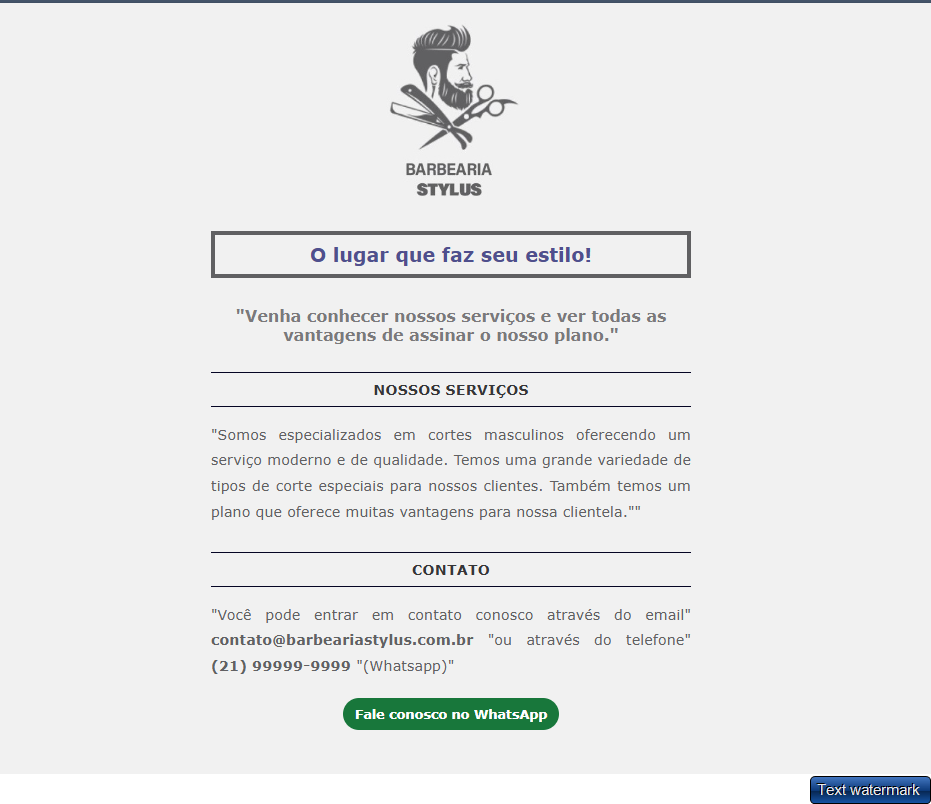 BARBEARIA
STYLUS
O lugar que faz seu estilo!
"Venha conhecer nossos serviços e ver todas as
vantagens de assinar o nosso plano."
NOSSOS SERVIÇOS
"Somos especializados em cortes masculinos oferecendo um
serviço moderno e de qualidade. Temos uma grande variedade de
tipos de corte especiais para nossos clientes. Também temos um
plano que oferece muitas vantagens para nossa clientela.""
CONTATO
"Você pode entrar em contato conosco através do email"
contato@barbeariastylus.com.br "ou através do telefone"
(21) 99999-9999 "(Whatsapp)"
Fale conosco no WhatsApp
Text watermark